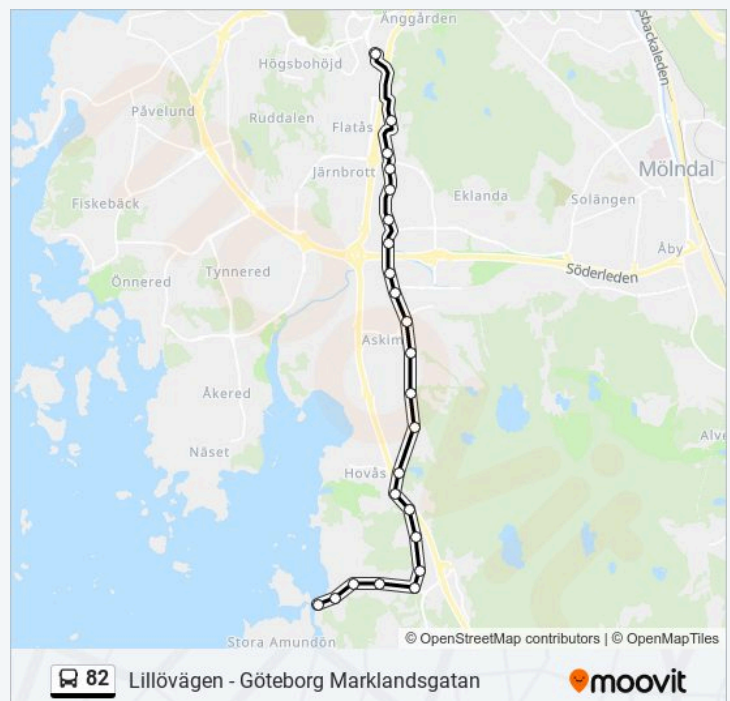 Änggården
Högsbohöjd
sbackaleden
Påvelund
Ruddalen
Flatås
Järnbrott
Mölndal
Eklanda
Solängen
Fiskebäck
Åby
Tynnered
Önnered
Söderleden
Askim
Åkered
Näset
Alve
Hovås
© OpenStreetMap contributors | © OpenMapTiles
Stora Amundön
82 Lillövägen - Göteborg Marklandsgatan
moovit